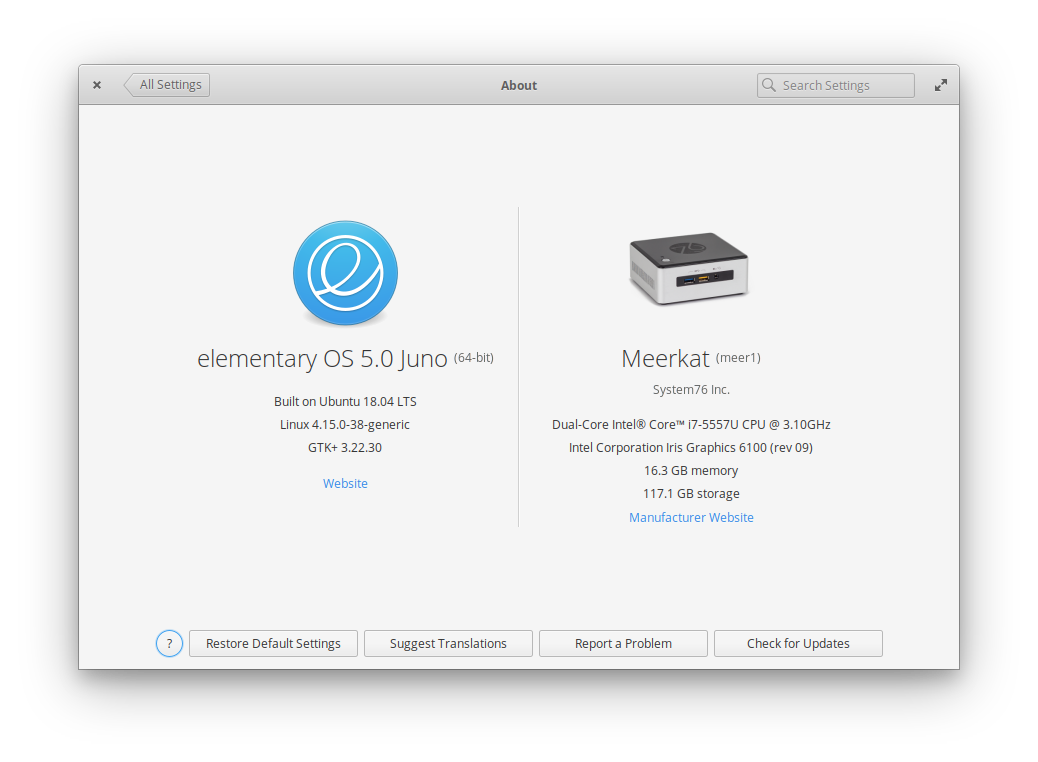 All Settings
About
Search Settings
elementary OS 5.0 Juno (64-bit)
Built on Ubuntu 18.04 LTS
Linux 4.15.0-38-generic
GTK+ 3.22.30
Website
Meerkat (meer1)
System76 Inc.
Dual-Core Intel® Core™ i7-5557U CPU @ 3.10GHz
Intel Corporation Iris Graphics 6100 (rev 09)
16.3 GB memory
117.1 GB storage
Manufacturer Website
?
Restore Default Settings
Suggest Translations
Report a Problem
Check for Updates